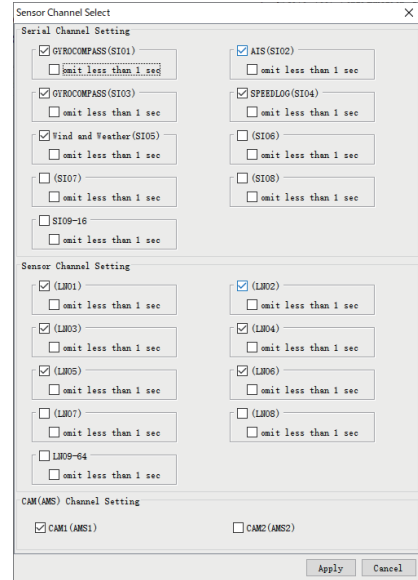 Sensor Channel Select
Serial Channel Setting
GYROCOMPASS(SI01) AIS(SI02)
omit less than 1 sec omit less than 1 sec
GYROCOMPASS(SI03) SPEEDLOG(SI04)
omit less than 1 sec omit less than 1 sec
Wind and Weather(SI05) (SI06)
omit less than 1 sec omit less than 1 sec
(SI07) (SI08)
omit less than 1 sec omit less than 1 sec
SI09-16
omit less than 1 sec
Sensor Channel Setting
(LN01) (LN02)
omit less than 1 sec omit less than 1 sec
(LN03) (LN04)
omit less than 1 sec omit less than 1 sec
(LN05) (LN06)
omit less than 1 sec omit less than 1 sec
(LN07) (LN08)
omit less than 1 sec omit less than 1 sec
LN09-64
omit less than 1 sec
CAM(AMS) Channel Setting
CAM1(AMS1) CAM2(AMS2)
Apply Cancel